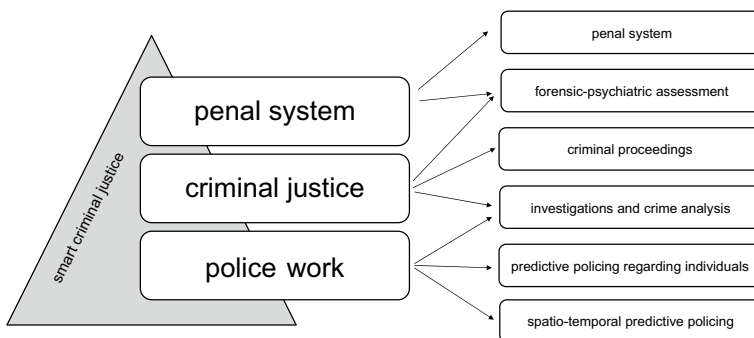 smart criminal justice
penal system
criminal justice
police work
penal system
forensic-psychiatric assessment
criminal proceedings
investigations and crime analysis
predictive policing regarding individuals
spatio-temporal predictive policing